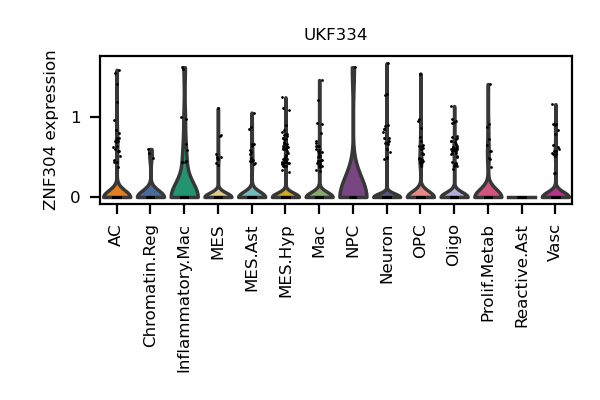 UKF334
ZNF304 expression
1
0
AC
Chromatin.Reg
Inflammatory.Mac
MES
MES.Ast
MES.Hyp
Mac
NPC
Neuron
OPC
Oligo
Prolif.Metab
Reactive.Ast
Vasc